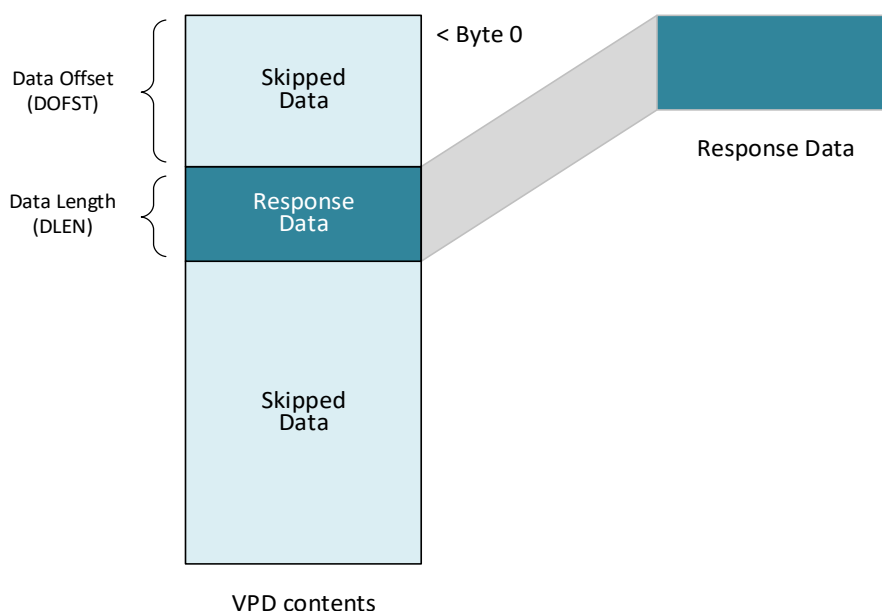 < Byte 0
Data Offset
(DOFST)
Skipped
Data
Response Data
Data Length
(DLEN)
Response
Data
Skipped
Data
VPD contents